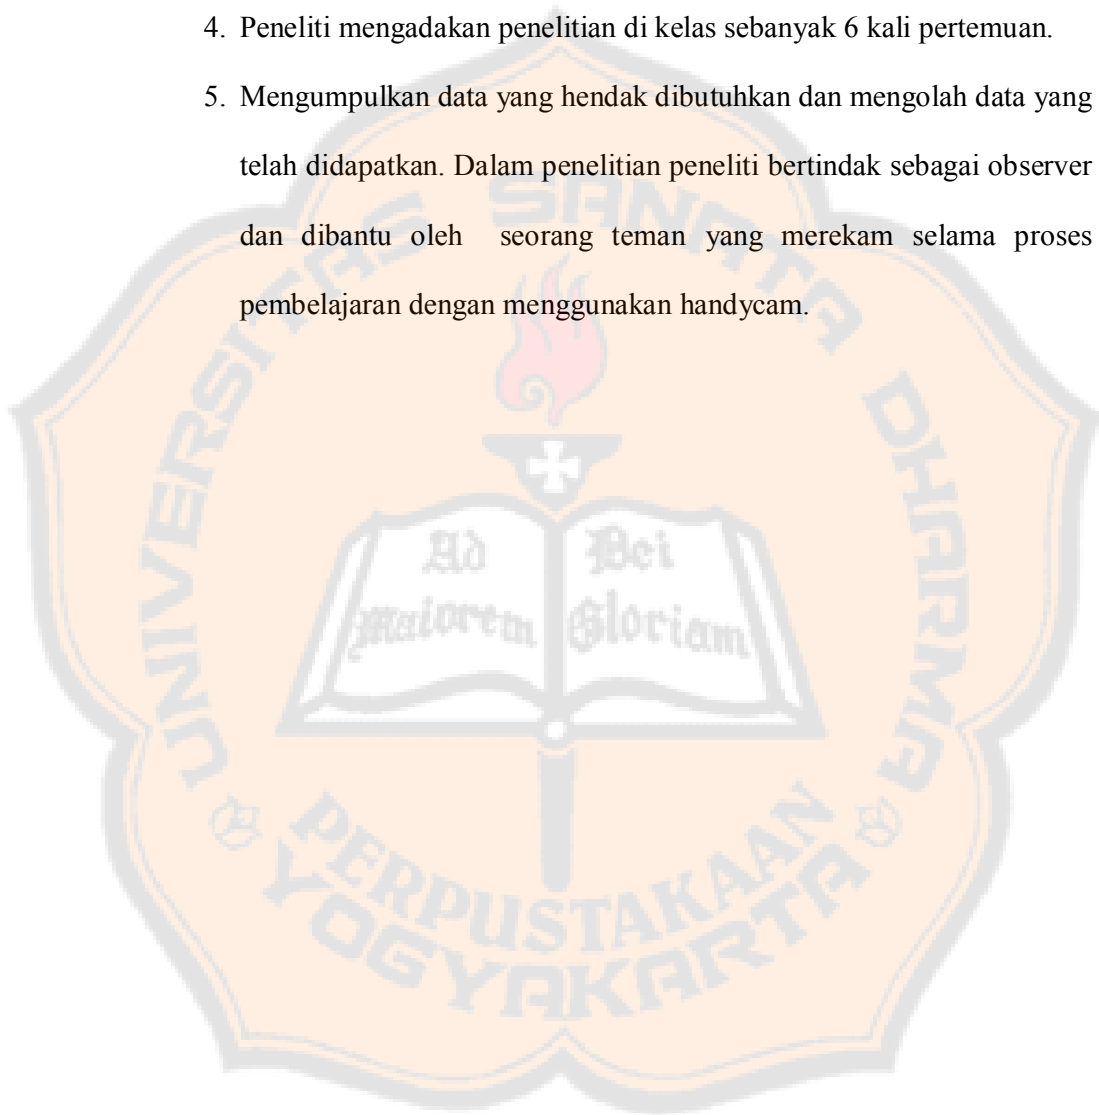 4. Peneliti mengadakan penelitian di kelas sebanyak 6 kali pertemuan.
5. Mengumpulkan data yang hendak dibutuhkan dan mengolah data yang
telah didapatkan. Dalam penelitian peneliti bertindak sebagai observer
dan dibantu oleh seorang teman yang merekam selama proses
pembelajaran dengan menggunakan handycam.
UNIVERSITAS SANATA DHARMA
Ad
Maiorem
Dei
Gloriam
PERPUSTAKAAN
YOGYAKARTA